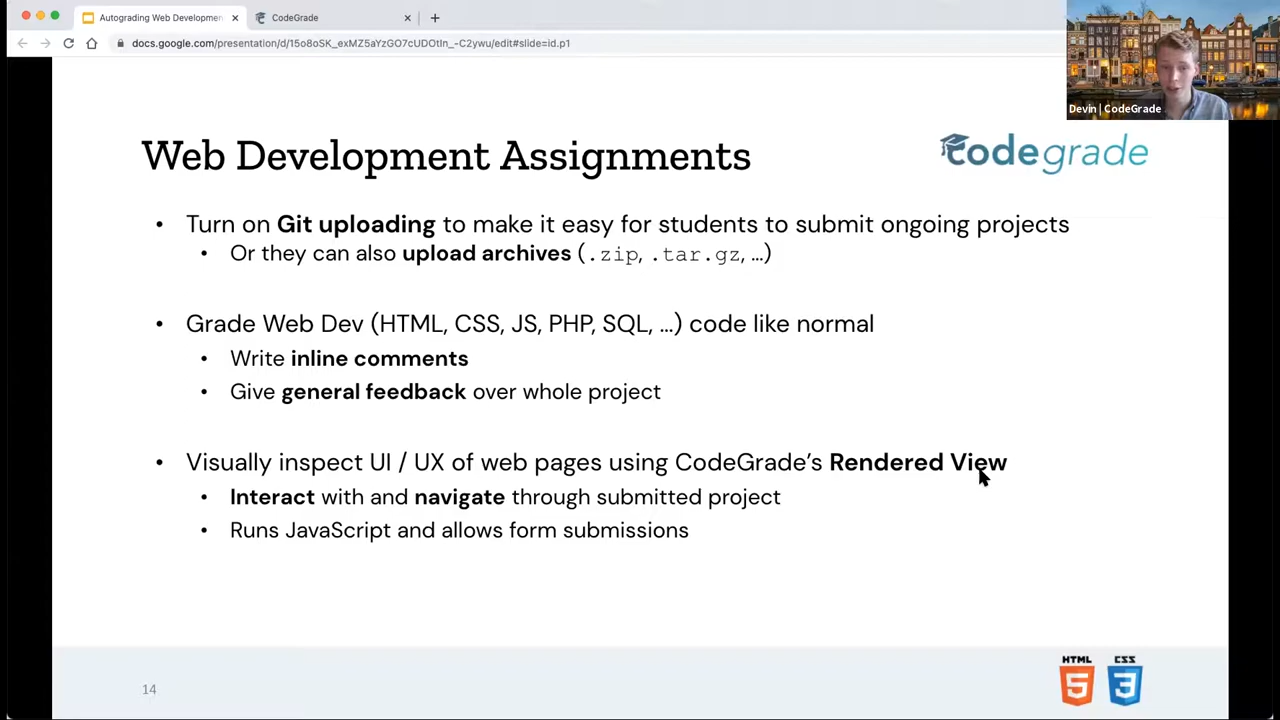 Autograding Web Developmen
CodeGrade
docs.google.com/presentation/d/15o8oSK_exMZ5aYzGO7cUDOtIn_-C2ywu/edit#slide=id.p1
Devin | CodeGrade
Web Development Assignments
codegrade
• Turn on Git uploading to make it easy for students to submit ongoing projects
• Or they can also upload archives (.zip, .tar.gz, …)
• Grade Web Dev (HTML, CSS, JS, PHP, SQL, …) code like normal
• Write inline comments
• Give general feedback over whole project
• Visually inspect UI / UX of web pages using CodeGrade’s Rendered View
• Interact with and navigate through submitted project
• Runs JavaScript and allows form submissions
14
HTML
5
CSS
3